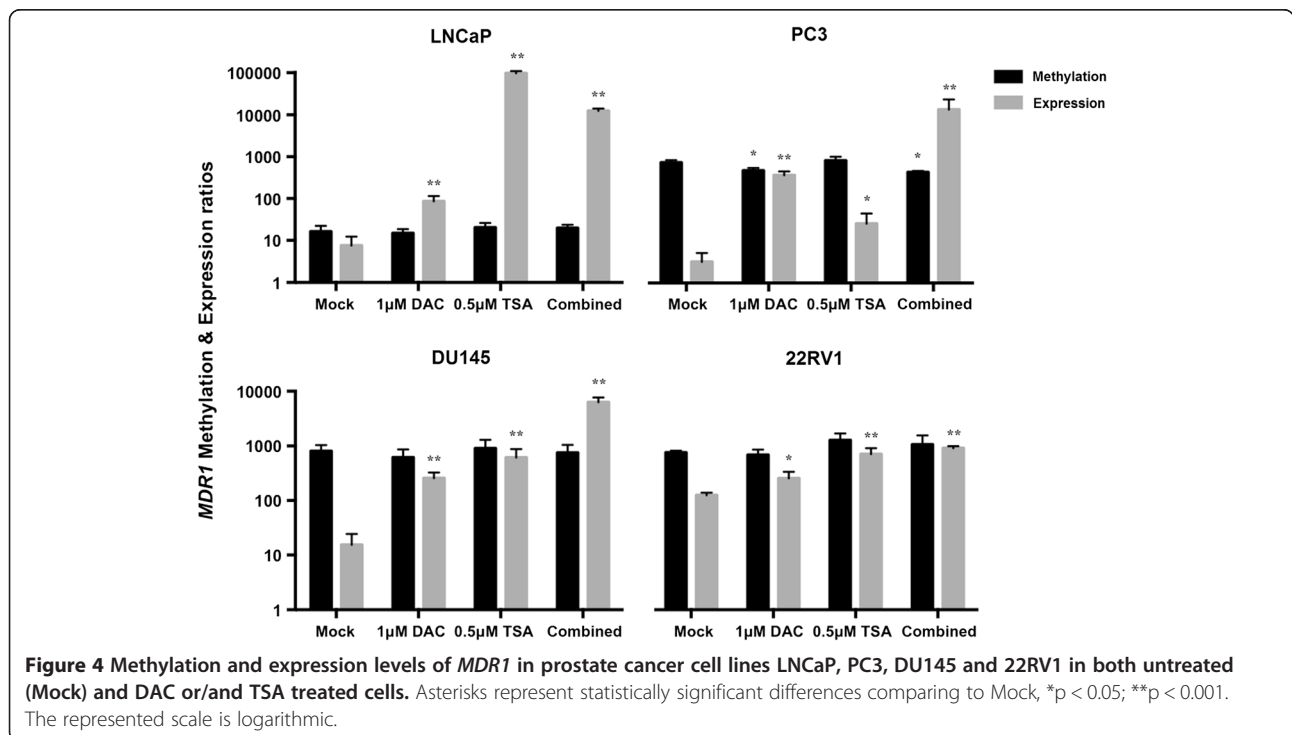 LNCaP
PC3
Methylation
Expression
MDR1 Methylation & Expression ratios
100000
10000
1000
100
10
1
**
**
**
*
**
*
*
**
Mock
1µM DAC
0.5µM TSA
Combined
Mock
1µM DAC
0.5µM TSA
Combined
DU145
22RV1
10000
1000
100
10
1
**
**
**
*
**
**
Mock
1µM DAC
0.5µM TSA
Combined
Mock
1µM DAC
0.5µM TSA
Combined
Figure 4 Methylation and expression levels of MDR1 in prostate cancer cell lines LNCaP, PC3, DU145 and 22RV1 in both untreated
(Mock) and DAC or/and TSA treated cells. Asterisks represent statistically significant differences comparing to Mock, *p < 0.05; **p < 0.001.
The represented scale is logarithmic.